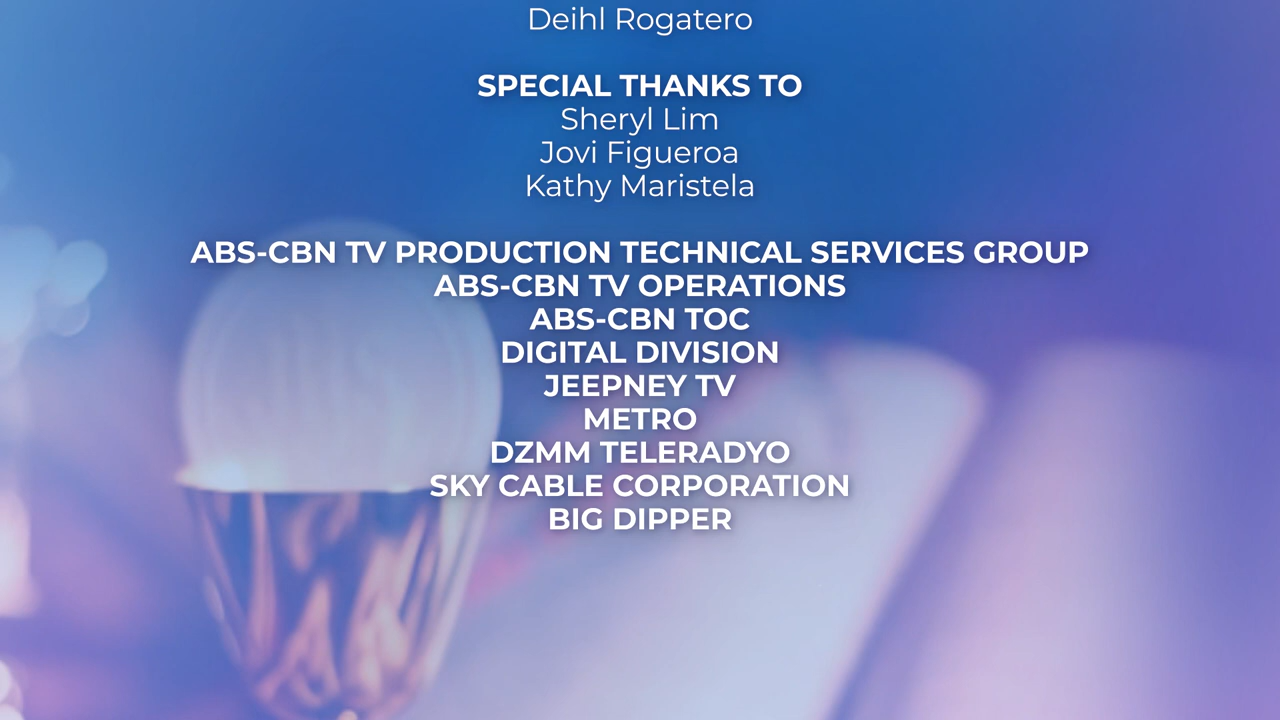 Deihl Rogatero
SPECIAL THANKS TO
Sheryl Lim
Jovi Figueroa
Kathy Maristela
ABS-CBN TV PRODUCTION TECHNICAL SERVICES GROUP
ABS-CBN TV OPERATIONS
ABS-CBN TOC
DIGITAL DIVISION
JEEPNEY TV
METRO
DZMM TELERADYO
SKY CABLE CORPORATION
BIG DIPPER